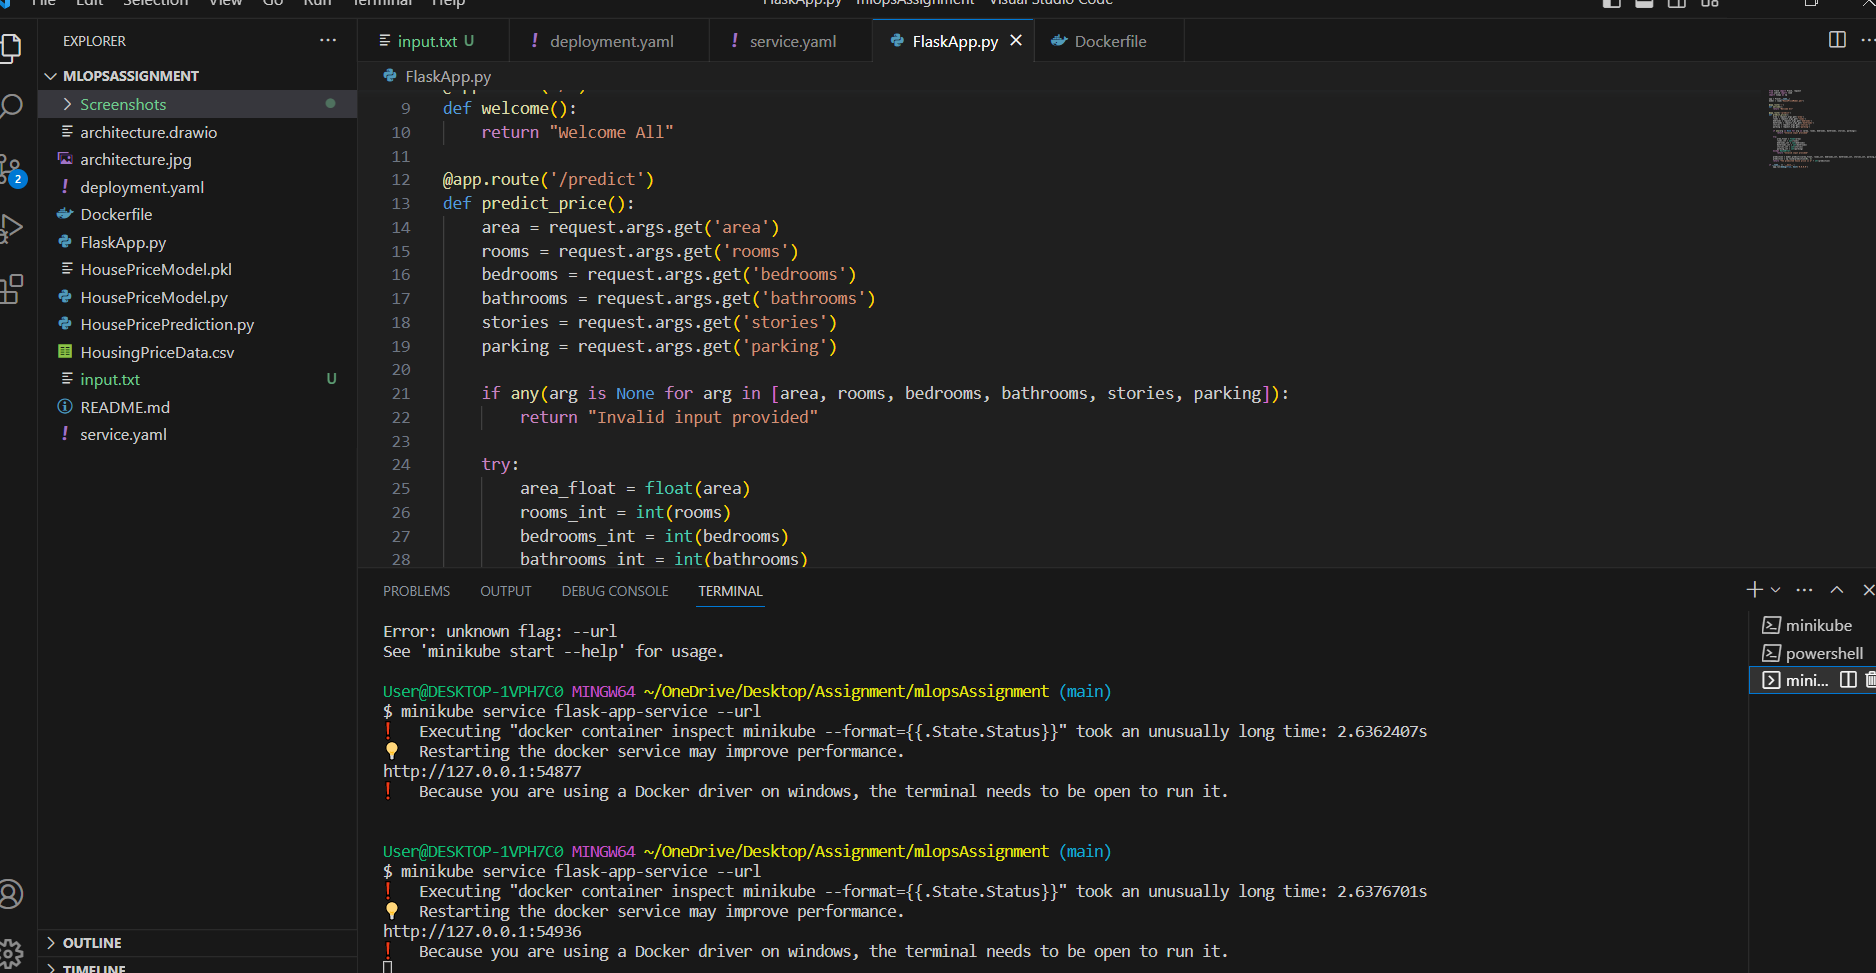 File Edit Selection View Go Run Terminal Help
FlaskApp.py - mlopsAssignment - Visual Studio Code
EXPLORER
MLOPSASSIGNMENT
Screenshots
architecture.drawio
architecture.jpg
deployment.yaml
Dockerfile
FlaskApp.py
HousePriceModel.pkl
HousePriceModel.py
HousePricePrediction.py
HousingPriceData.csv
input.txt U
README.md
service.yaml
2
OUTLINE
TIMELINE
input.txt U
deployment.yaml
service.yaml
FlaskApp.py
Dockerfile
FlaskApp.py
9 def welcome():
10 return "Welcome All"
11
12 @app.route('/predict')
13 def predict_price():
14 area = request.args.get('area')
15 rooms = request.args.get('rooms')
16 bedrooms = request.args.get('bedrooms')
17 bathrooms = request.args.get('bathrooms')
18 stories = request.args.get('stories')
19 parking = request.args.get('parking')
20
21 if any(arg is None for arg in [area, rooms, bedrooms, bathrooms, stories, parking]):
22 return "Invalid input provided"
23
24 try:
25 area_float = float(area)
26 rooms_int = int(rooms)
27 bedrooms_int = int(bedrooms)
28 bathrooms_int = int(bathrooms)
PROBLEMS OUTPUT DEBUG CONSOLE TERMINAL
Error: unknown flag: --url
See 'minikube start --help' for usage.
User@DESKTOP-1VPH7C0 MINGW64 ~/OneDrive/Desktop/Assignment/mlopsAssignment (main)
$ minikube service flask-app-service --url
! Executing "docker container inspect minikube --format={{.State.Status}}" took an unusually long time: 2.6362407s
Restarting the docker service may improve performance.
http://127.0.0.1:54877
! Because you are using a Docker driver on windows, the terminal needs to be open to run it.
User@DESKTOP-1VPH7C0 MINGW64 ~/OneDrive/Desktop/Assignment/mlopsAssignment (main)
$ minikube service flask-app-service --url
! Executing "docker container inspect minikube --format={{.State.Status}}" took an unusually long time: 2.6376701s
Restarting the docker service may improve performance.
http://127.0.0.1:54936
! Because you are using a Docker driver on windows, the terminal needs to be open to run it.
minikube
powershell
mini...